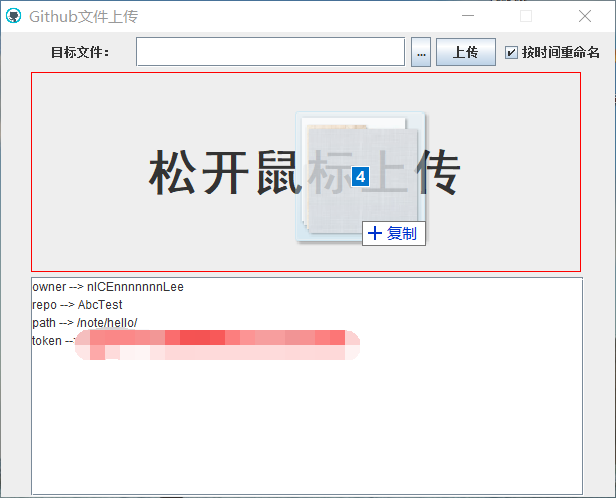 Github文件上传
目标文件：
...
上传
按时间重命名
松开鼠标上传
4
复制
owner --> nICEnnnnnnnLee
repo --> AbcTest
path --> /note/hello/
token --